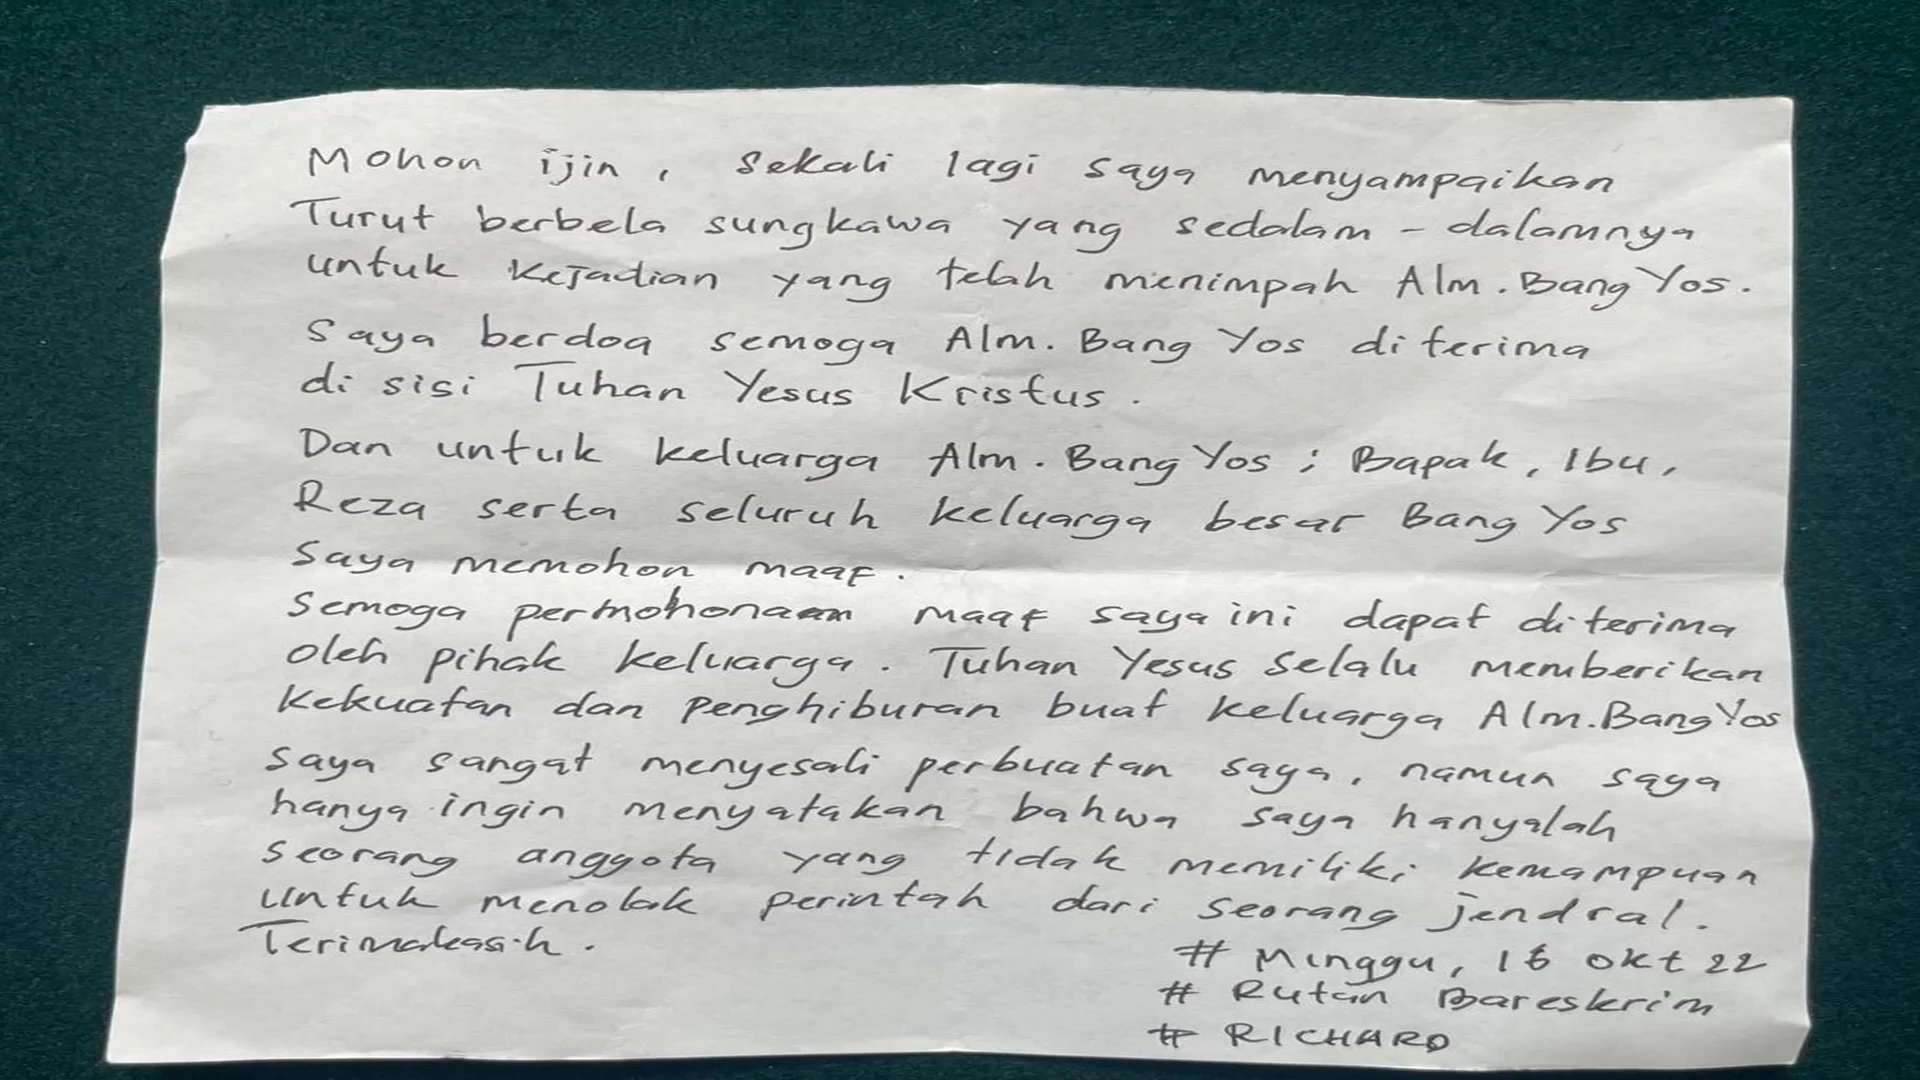 Mohon ijin, sekali lagi saya menyampaikan
Turut berbela sungkawa yang sedalam-dalamnya
untuk Kejadian yang telah menimpah Alm. Bang Yos.
Saya berdoa semoga Alm. Bang Yos diterima
di sisi Tuhan Yesus Kristus.
Dan untuk keluarga Alm. Bang Yos ; Bapak, Ibu,
Reza serta seluruh keluarga besar Bang Yos
Saya memohon maaf.
Semoga permohonaan maaf saya ini dapat diterima
oleh pihak keluarga. Tuhan Yesus selalu memberikan
kekuatan dan penghiburan buat keluarga Alm. Bang Yos
saya sangat menyesali perbuatan saya, namun saya
hanya ingin menyatakan bahwa saya hanyalah
seorang anggota yang tidak memiliki kemampuan
untuk menolak perintah dari seorang jendral.
Terimakasih.
# Minggu, 16 okt 22
# Rutan Bareskrim
# RICHARD